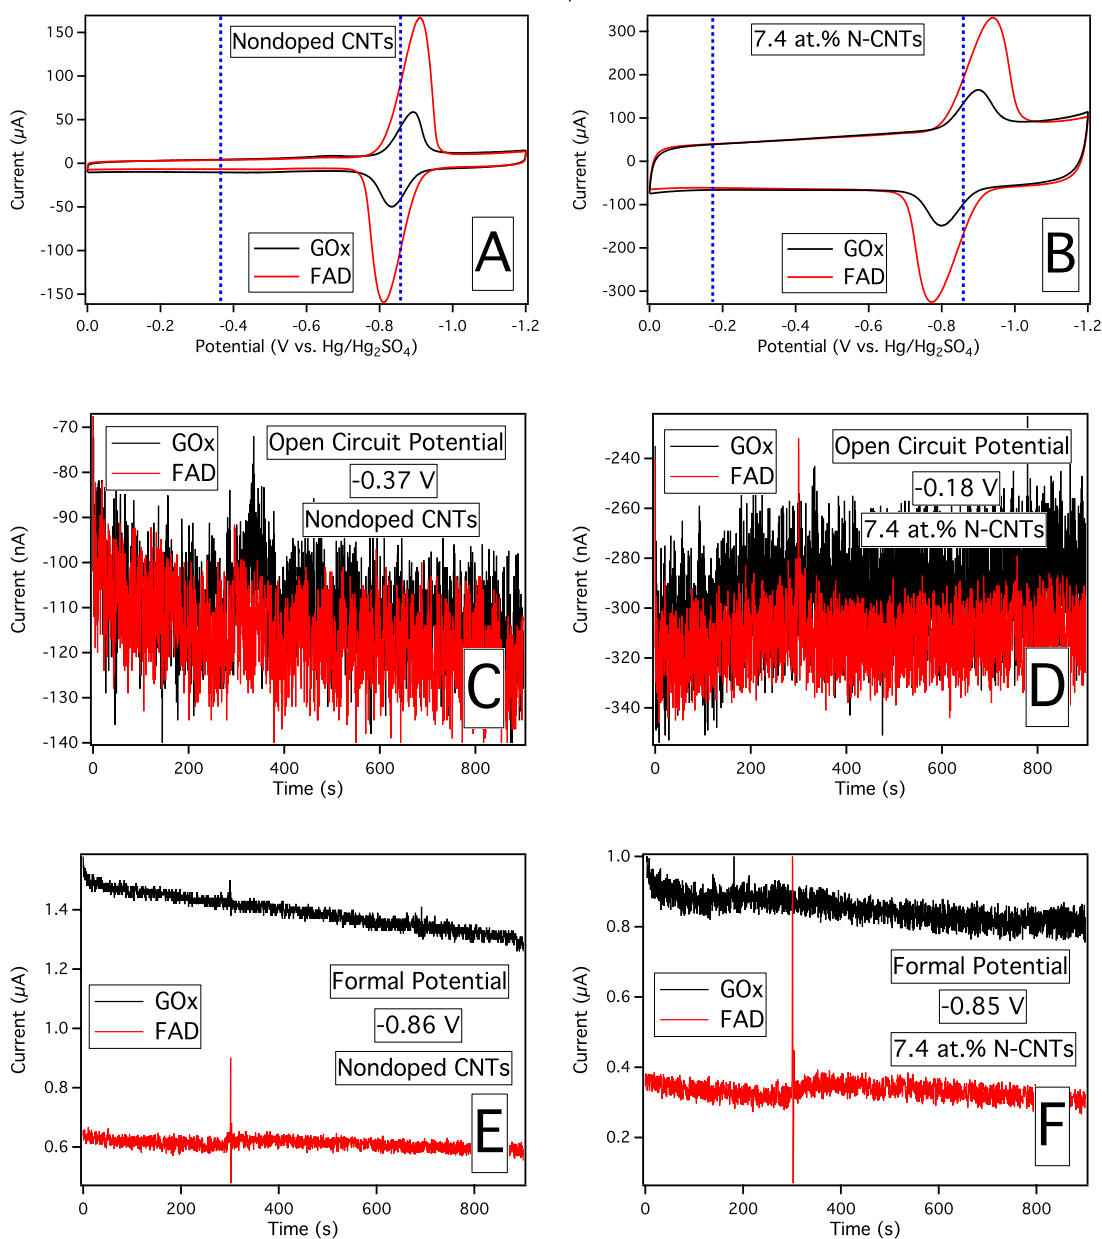 Nondoped CNTs
150
100
50
0
-50
-100
-150
Current (µA)
GOx
FAD
A
0.0 -0.2 -0.4 -0.6 -0.8 -1.0 -1.2
Potential (V vs. Hg/Hg₂SO₄)
7.4 at.% N-CNTs
300
200
100
0
-100
-200
-300
Current (µA)
GOx
FAD
B
0.0 -0.2 -0.4 -0.6 -0.8 -1.0 -1.2
Potential (V vs. Hg/Hg₂SO₄)
-70
-80
-90
-100
-110
-120
-130
-140
Current (nA)
GOx
FAD
Open Circuit Potential
-0.37 V
Nondoped CNTs
C
0 200 400 600 800
Time (s)
-240
-260
-280
-300
-320
-340
Current (nA)
GOx
FAD
Open Circuit Potential
-0.18 V
7.4 at.% N-CNTs
D
0 200 400 600 800
Time (s)
1.4
1.2
1.0
0.8
0.6
Current (µA)
Formal Potential
-0.86 V
Nondoped CNTs
GOx
FAD
E
0 200 400 600 800
Time (s)
1.0
0.8
0.6
0.4
0.2
Current (µA)
Formal Potential
-0.85 V
7.4 at.% N-CNTs
GOx
FAD
F
0 200 400 600 800
Time (s)